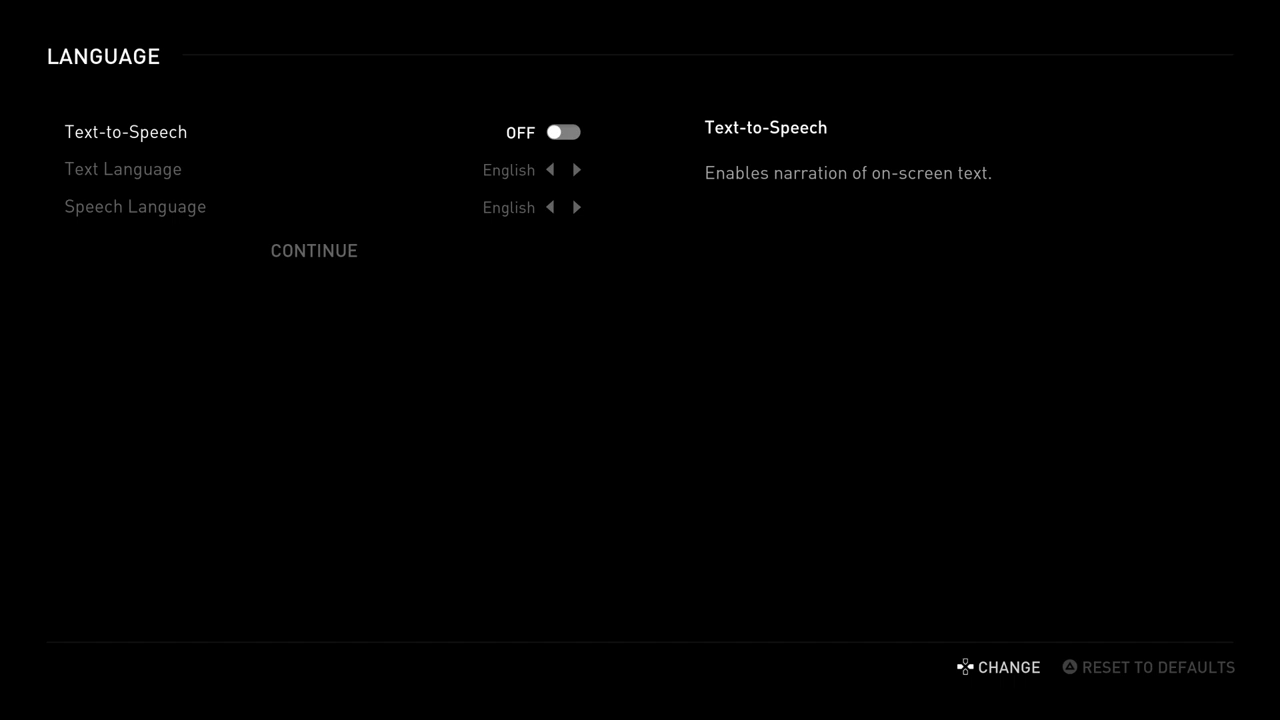 LANGUAGE
Text-to-Speech OFF
Text Language English
Speech Language English
CONTINUE
Text-to-Speech
Enables narration of on-screen text.
CHANGE RESET TO DEFAULTS